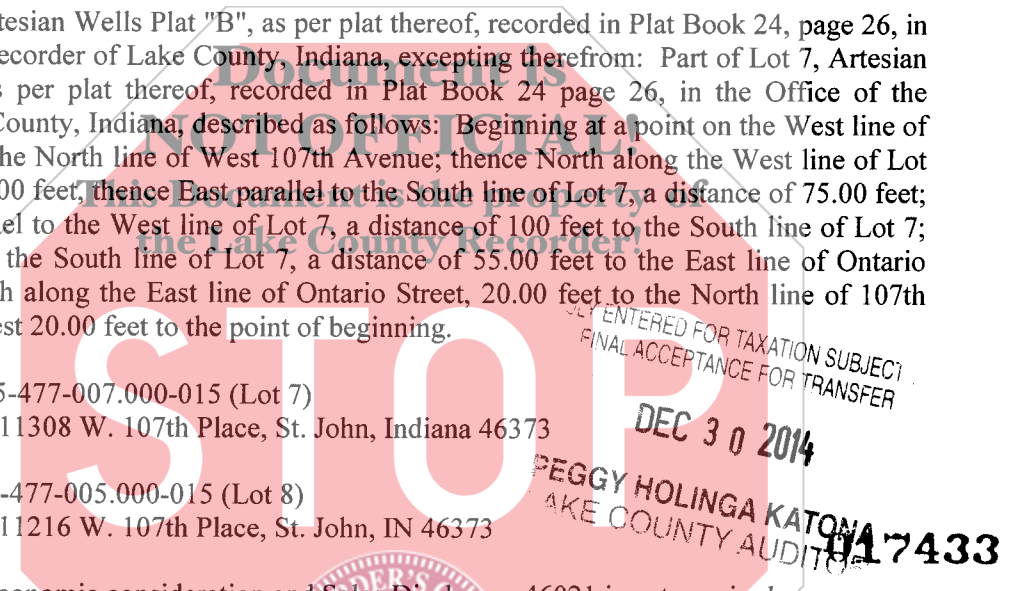 tesian Wells Plat "B", as per plat thereof, recorded in Plat Book 24, page 26, in
ecorder of Lake County, Indiana, excepting therefrom: Part of Lot 7, Artesian
s per plat thereof, recorded in Plat Book 24 page 26, in the Office of the
County, Indiana, described as follows: Beginning at a point on the West line of
he North line of West 107th Avenue; thence North along the West line of Lot
00 feet, thence East parallel to the South line of Lot 7, a distance of 75.00 feet;
el to the West line of Lot 7, a distance of 100 feet to the South line of Lot 7;
the South line of Lot 7, a distance of 55.00 feet to the East line of Ontario
h along the East line of Ontario Street, 20.00 feet to the North line of 107th
est 20.00 feet to the point of beginning.
Document is
NOT OFFICIAL!
This Document is the property of
the Lake County Recorder!
STOP
ENTERED FOR TAXATION SUBJECT
FINAL ACCEPTANCE FOR TRANSFER
5-477-007.000-015 (Lot 7)
11308 W. 107th Place, St. John, Indiana 46373
DEC 30 2014
-477-005.000-015 (Lot 8)
11216 W. 107th Place, St. John, IN 46373
PEGGY HOLINGA KATONA
LAKE COUNTY AUDITOR
017433